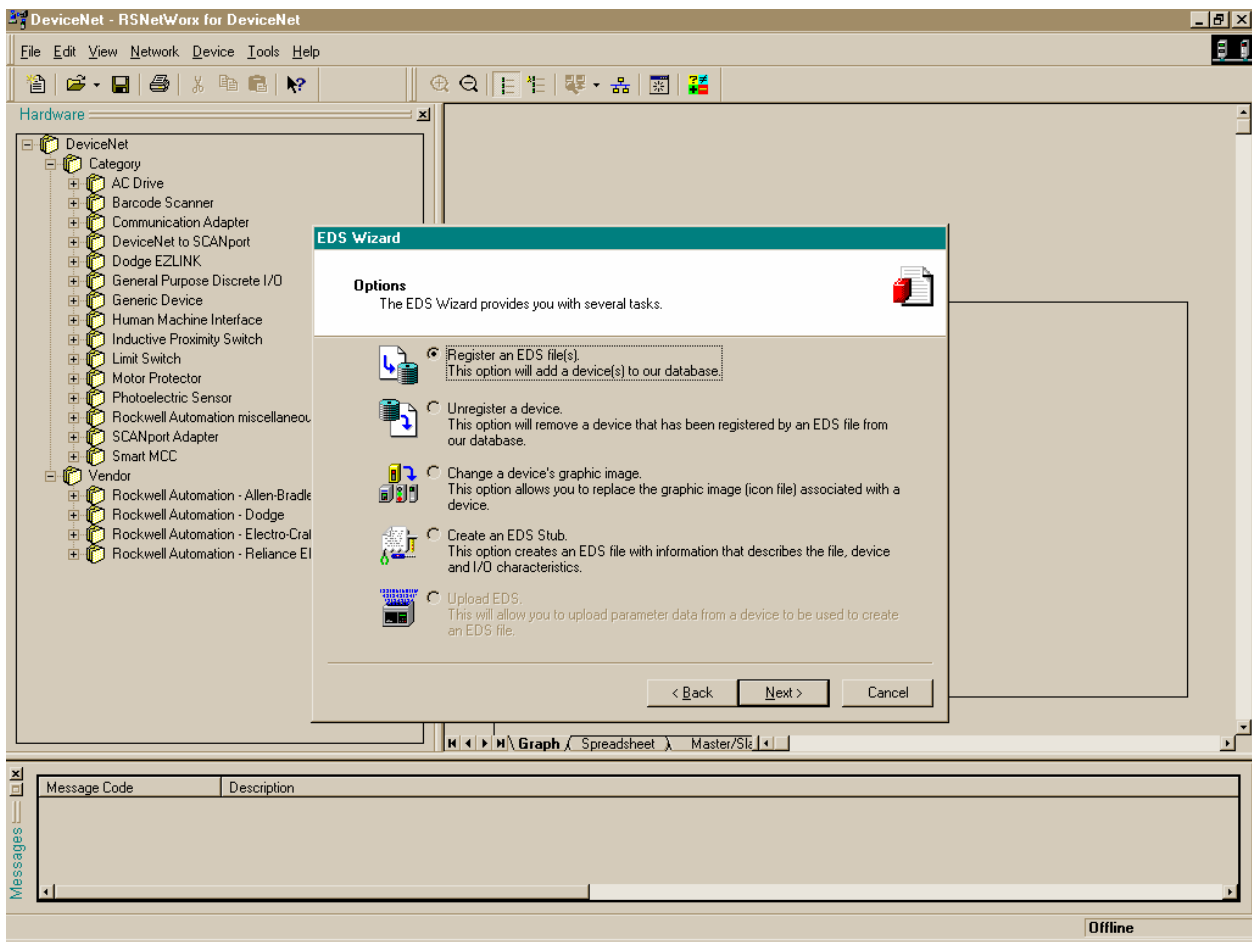 DeviceNet - RSNetWorx for DeviceNet
File Edit View Network Device Tools Help
Hardware
DeviceNet
Category
AC Drive
Barcode Scanner
Communication Adapter
DeviceNet to SCANport
Dodge EZLINK
General Purpose Discrete I/O
Generic Device
Human Machine Interface
Inductive Proximity Switch
Limit Switch
Motor Protector
Photoelectric Sensor
Rockwell Automation miscellaneou
SCANport Adapter
Smart MCC
Vendor
Rockwell Automation - Allen-Bradle
Rockwell Automation - Dodge
Rockwell Automation - Electro-Cral
Rockwell Automation - Reliance El
EDS Wizard
Options
The EDS Wizard provides you with several tasks.
Register an EDS file(s).
This option will add a device(s) to our database.
Unregister a device.
This option will remove a device that has been registered by an EDS file from
our database.
Change a device's graphic image.
This option allows you to replace the graphic image (icon file) associated with a
device.
Create an EDS Stub.
This option creates an EDS file with information that describes the file, device
and I/O characteristics.
Upload EDS.
This will allow you to upload parameter data from a device to be used to create
an EDS file.
< Back Next > Cancel
Graph Spreadsheet Master/Sla
Message Code Description
Messages
Offline